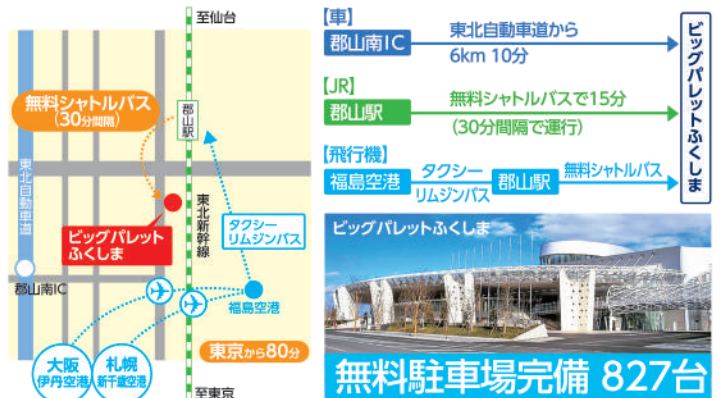 至仙台
無料シャトルバス
（30分間隔）
郡山駅
東北自動車道
東北新幹線
ビッグパレット
ふくしま
タクシー
リムジンバス
郡山南IC
福島空港
東京から80分
大阪
伊丹空港
札幌
新千歳空港
至東京
【車】
郡山南IC
東北自動車道から
6km 10分
【JR】
郡山駅
無料シャトルバスで15分
（30分間隔で運行）
【飛行機】
福島空港
タクシー
リムジンバス
郡山駅
無料シャトルバス
ビッグパレットふくしま
ビッグパレットふくしま
無料駐車場完備 827台